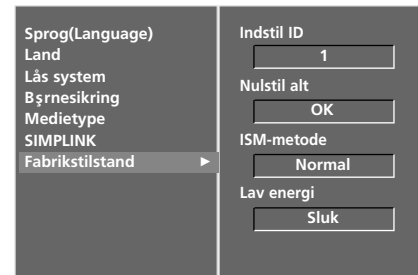 Sprog(Language)
Land
Lås system
Bşrnesikring
Medietype
SIMPLINK
Fabrikstilstand ►
Indstil ID
1
Nulstil alt
OK
ISM-metode
Normal
Lav energi
Sluk